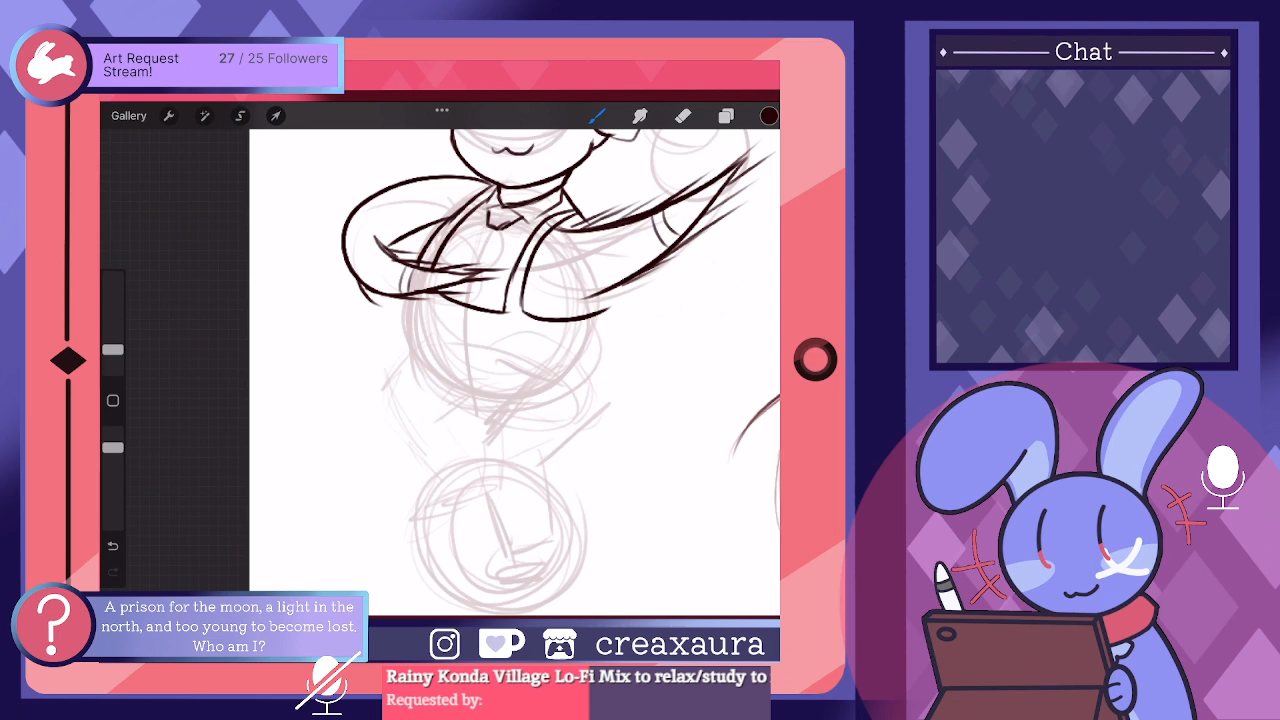 Art Request
Stream!
27 / 25 Followers
Chat
Gallery
A prison for the moon, a light in the
north, and too young to become lost.
Who am I?
creaxaura
Rainy Konda Village Lo-Fi Mix to relax/study to
Requested by: